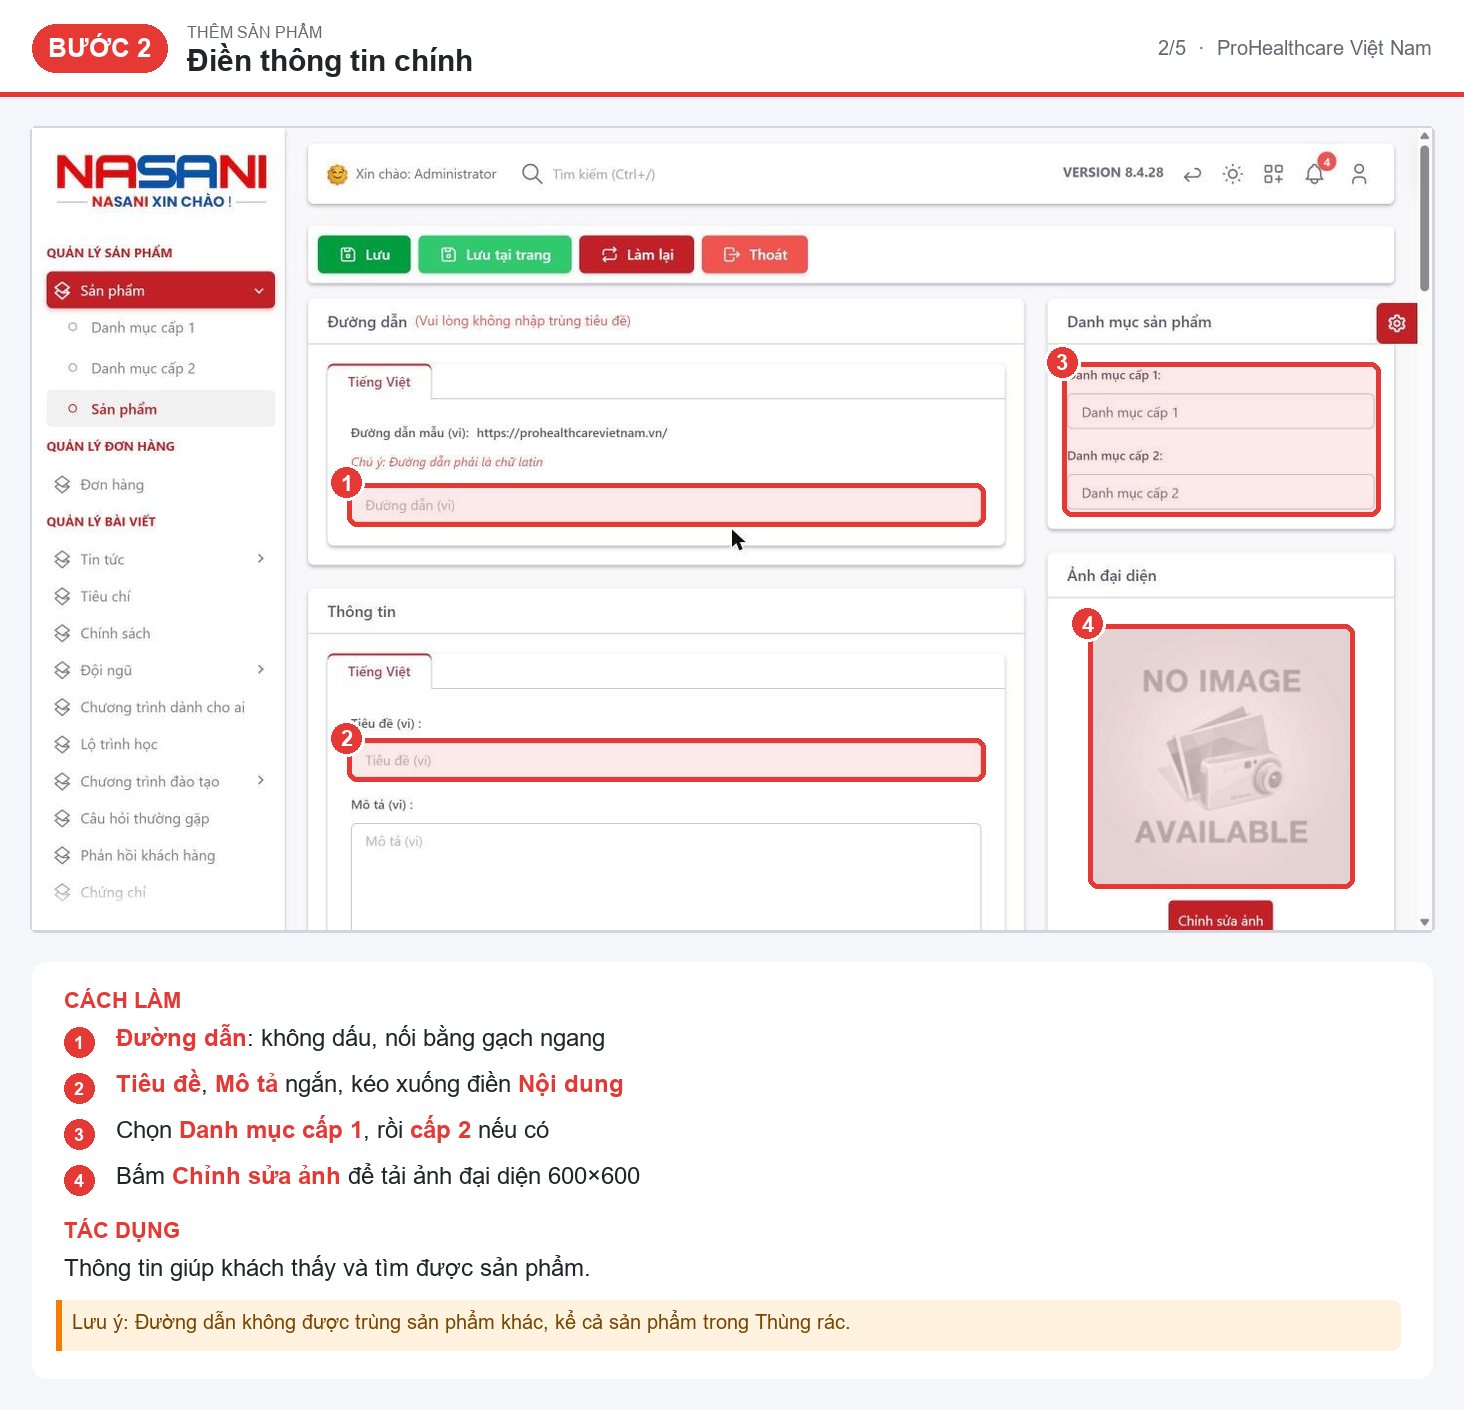 BƯỚC 2
THÊM SẢN PHẨM
Điền thông tin chính
2/5 · ProHealthcare Việt Nam
NASANI
NASANI XIN CHÀO !
QUẢN LÝ SẢN PHẨM
Sản phẩm
Danh mục cấp 1
Danh mục cấp 2
Sản phẩm
QUẢN LÝ ĐƠN HÀNG
Đơn hàng
QUẢN LÝ BÀI VIẾT
Tin tức
Tiêu chí
Chính sách
Đội ngũ
Chương trình dành cho ai
Lộ trình học
Chương trình đào tạo
Câu hỏi thường gặp
Phản hồi khách hàng
Chứng chỉ
Xin chào: Administrator
Tìm kiếm (Ctrl+/)
VERSION 8.4.28
4
Lưu
Lưu tại trang
Làm lại
Thoát
Đường dẫn (Vui lòng không nhập trùng tiêu đề)
Tiếng Việt
Đường dẫn mẫu (vi): https://prohealthcarevietnam.vn/
Chú ý: Đường dẫn phải là chữ latin
1
Đường dẫn (vi)
Thông tin
Tiếng Việt
Tiêu đề (vi) :
2
Tiêu đề (vi)
Mô tả (vi) :
Mô tả (vi)
Danh mục sản phẩm
3
Danh mục cấp 1:
Danh mục cấp 1
Danh mục cấp 2:
Danh mục cấp 2
Ảnh đại diện
4
NO IMAGE
AVAILABLE
Chỉnh sửa ảnh
CÁCH LÀM
1 Đường dẫn: không dấu, nối bằng gạch ngang
2 Tiêu đề, Mô tả ngắn, kéo xuống điền Nội dung
3 Chọn Danh mục cấp 1, rồi cấp 2 nếu có
4 Bấm Chỉnh sửa ảnh để tải ảnh đại diện 600×600
TÁC DỤNG
Thông tin giúp khách thấy và tìm được sản phẩm.
Lưu ý: Đường dẫn không được trùng sản phẩm khác, kể cả sản phẩm trong Thùng rác.